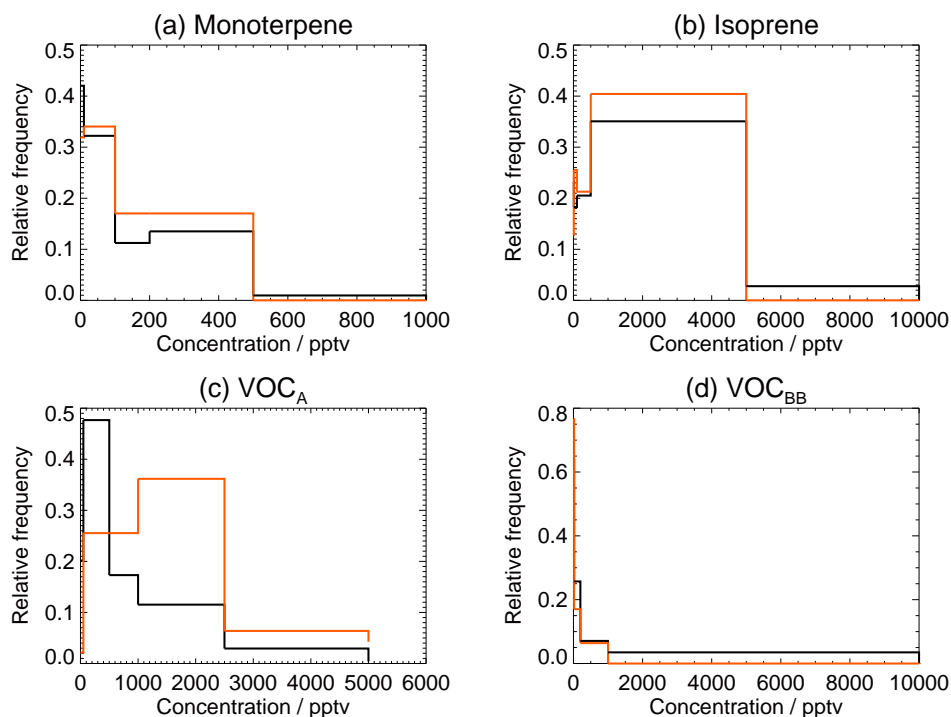 (a) Monoterpene
0.5
0.4
0.3
0.2
0.1
0.0
Relative frequency
0 200 400 600 800 1000
Concentration / pptv
(b) Isoprene
0.5
0.4
0.3
0.2
0.1
0.0
Relative frequency
0 2000 4000 6000 8000 10000
Concentration / pptv
(c) VOC_A
0.5
0.4
0.3
0.2
0.1
0.0
Relative frequency
0 1000 2000 3000 4000 5000 6000
Concentration / pptv
(d) VOC_BB
0.8
0.6
0.4
0.2
0.0
Relative frequency
0 2000 4000 6000 8000 10000
Concentration / pptv